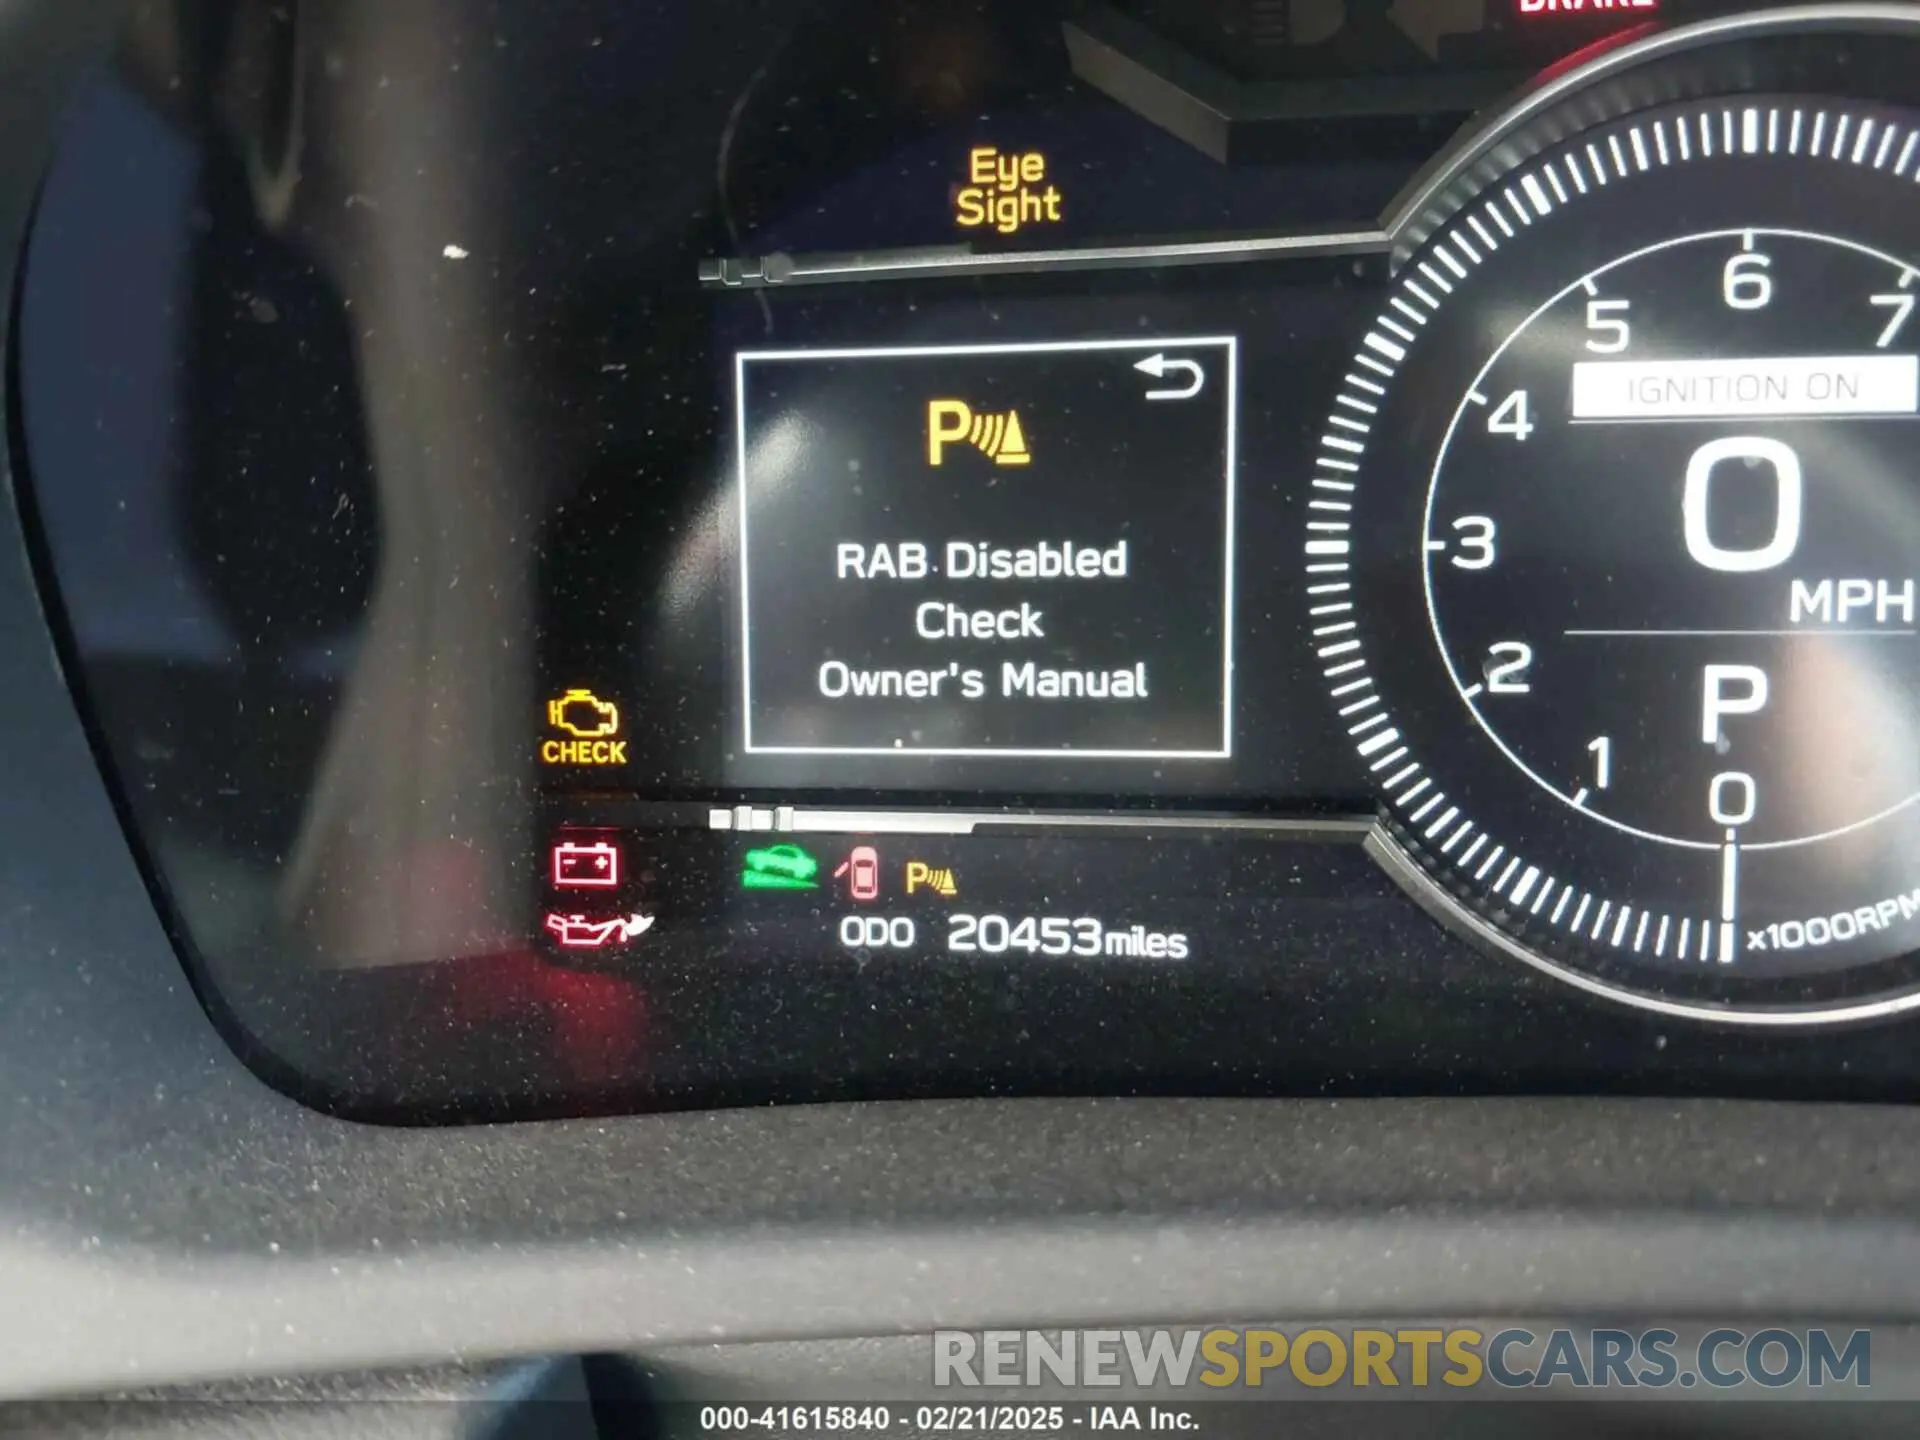 BRAKE
Eye
Sight
6
5
7
IGNITION ON
4
P
0
RAB Disabled
3
Check
MPH
Owner's Manual
2
P
CHECK
1
0
P
ODO 20453miles
x1000RPM
RENEWSPORTSCARS.COM
000-41615840 - 02/21/2025 - IAA Inc.